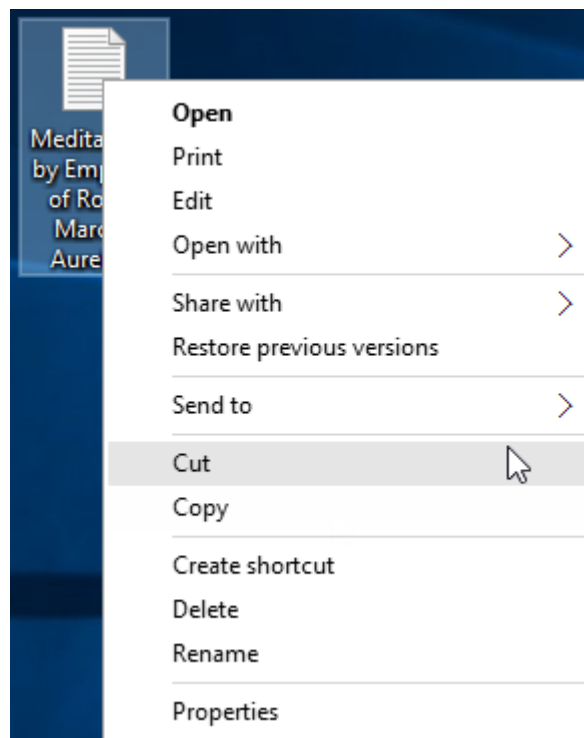 Medita
by Emp
of Ro
Marc
Aure
Open
Print
Edit
Open with
Share with
Restore previous versions
Send to
Cut
Copy
Create shortcut
Delete
Rename
Properties